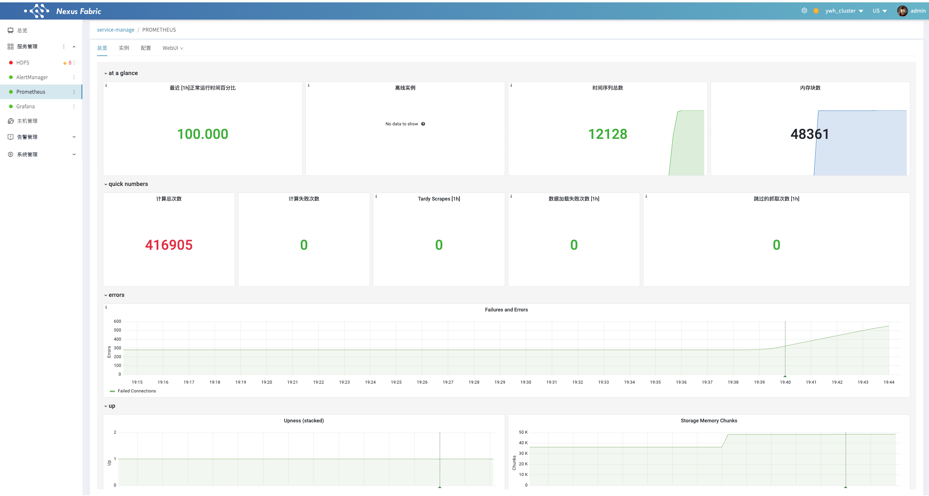 Nexus Fabric
ywh_cluster
US
admin
总览
服务管理
HDFS
8
AlertManager
Prometheus
Grafana
主机管理
告警管理
系统管理
service-manage / PROMETHEUS
总览 实例 配置 WebUI
at a glance
最近 [1h]正常运行时间百分比
100.000
离线实例
No data to show
时间序列总数
12128
内存块数
48361
quick numbers
计算总次数
416905
计算失败次数
0
Tardy Scrapes [1h]
0
数据加载失败次数 [1h]
0
跳过的抓取次数 [1h]
0
errors
Failures and Errors
Errors
600
500
400
300
200
100
0
19:15 19:16 19:17 19:18 19:19 19:20 19:21 19:22 19:23 19:24 19:25 19:26 19:27 19:28 19:29 19:30 19:31 19:32 19:33 19:34 19:35 19:36 19:37 19:38 19:39 19:40 19:41 19:42 19:43 19:44
Failed Connections
up
Upness (stacked)
Up
2
1
0
Storage Memory Chunks
Chunks
50 K
40 K
30 K
20 K
10 K
0